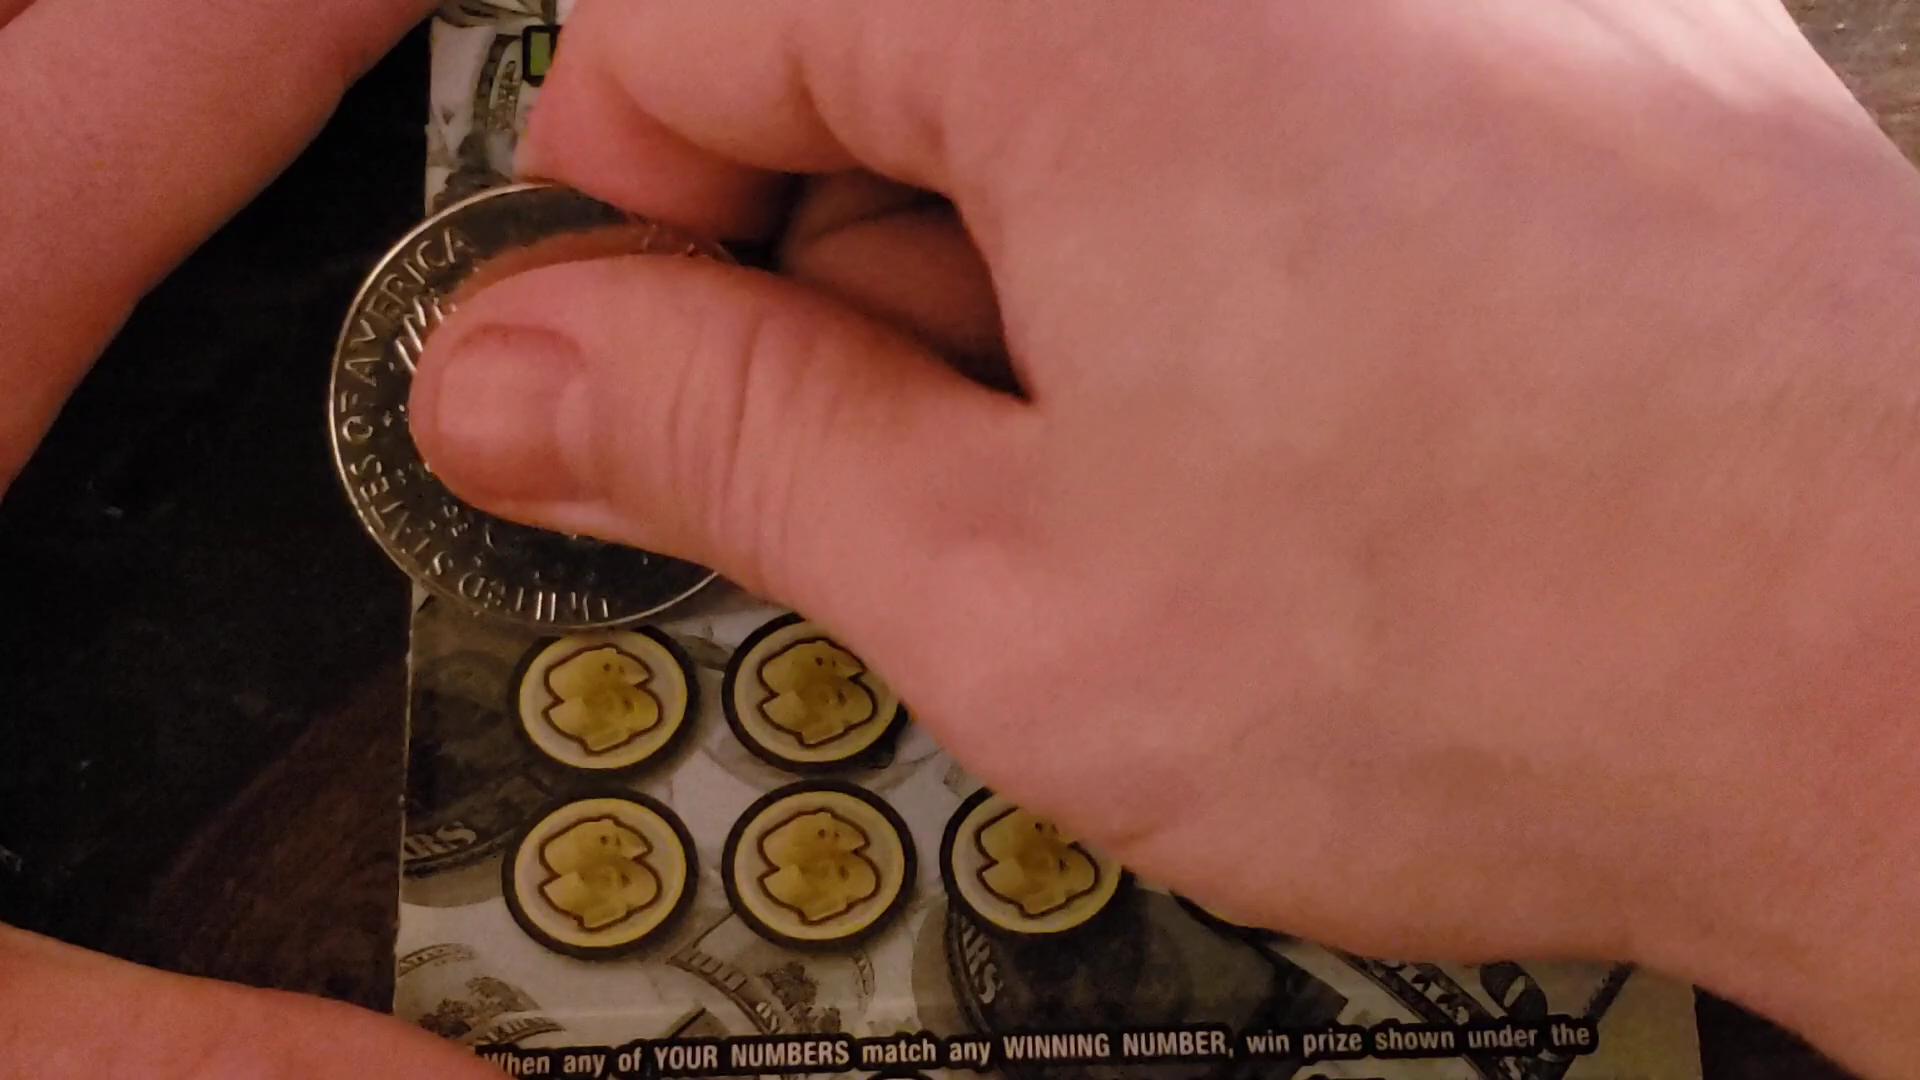 UNITED STATES OF AMERICA
When any of YOUR NUMBERS match any WINNING NUMBER, win prize shown under the